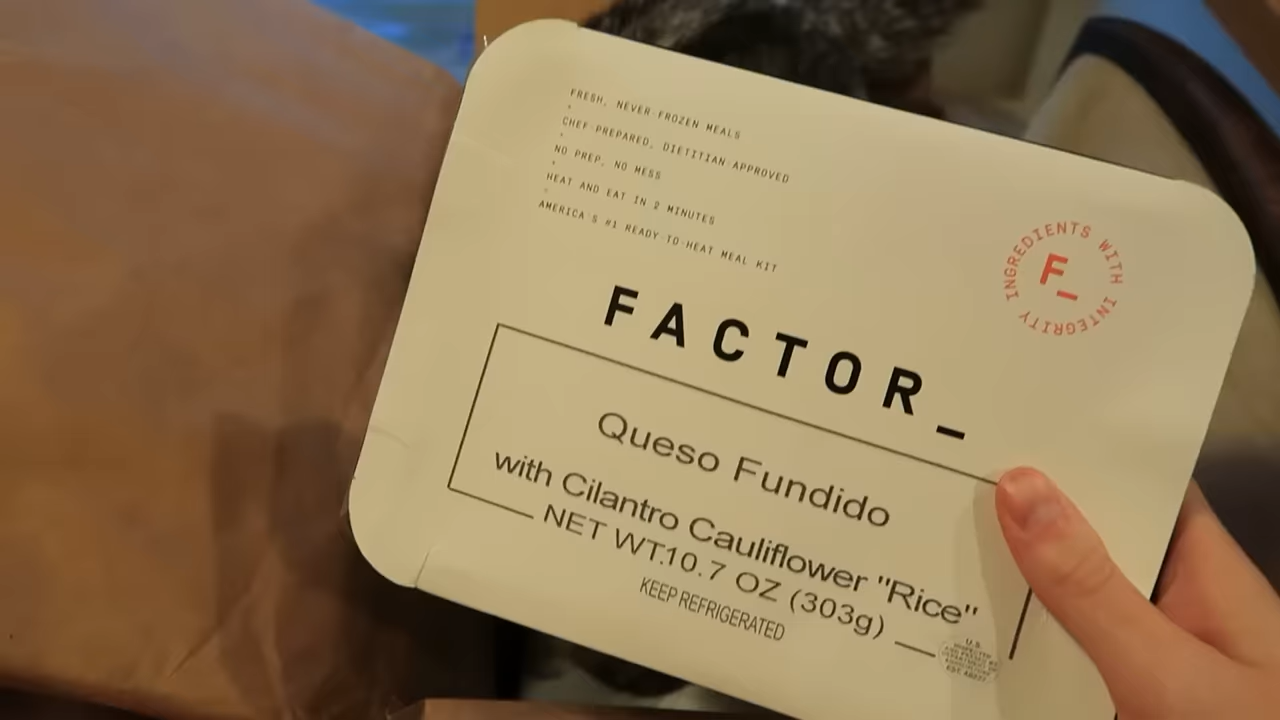 FRESH, NEVER FROZEN MEALS
CHEF-PREPARED, DIETITIAN-APPROVED
NO PREP, NO MESS
HEAT AND EAT IN 2 MINUTES
AMERICA'S #1 READY-TO-HEAT MEAL KIT
INGREDIENTS WITH INTEGRITY
F_
FACTOR_
Queso Fundido
with Cilantro Cauliflower "Rice"
NET WT.10.7 OZ (303g)
KEEP REFRIGERATED
U.S.